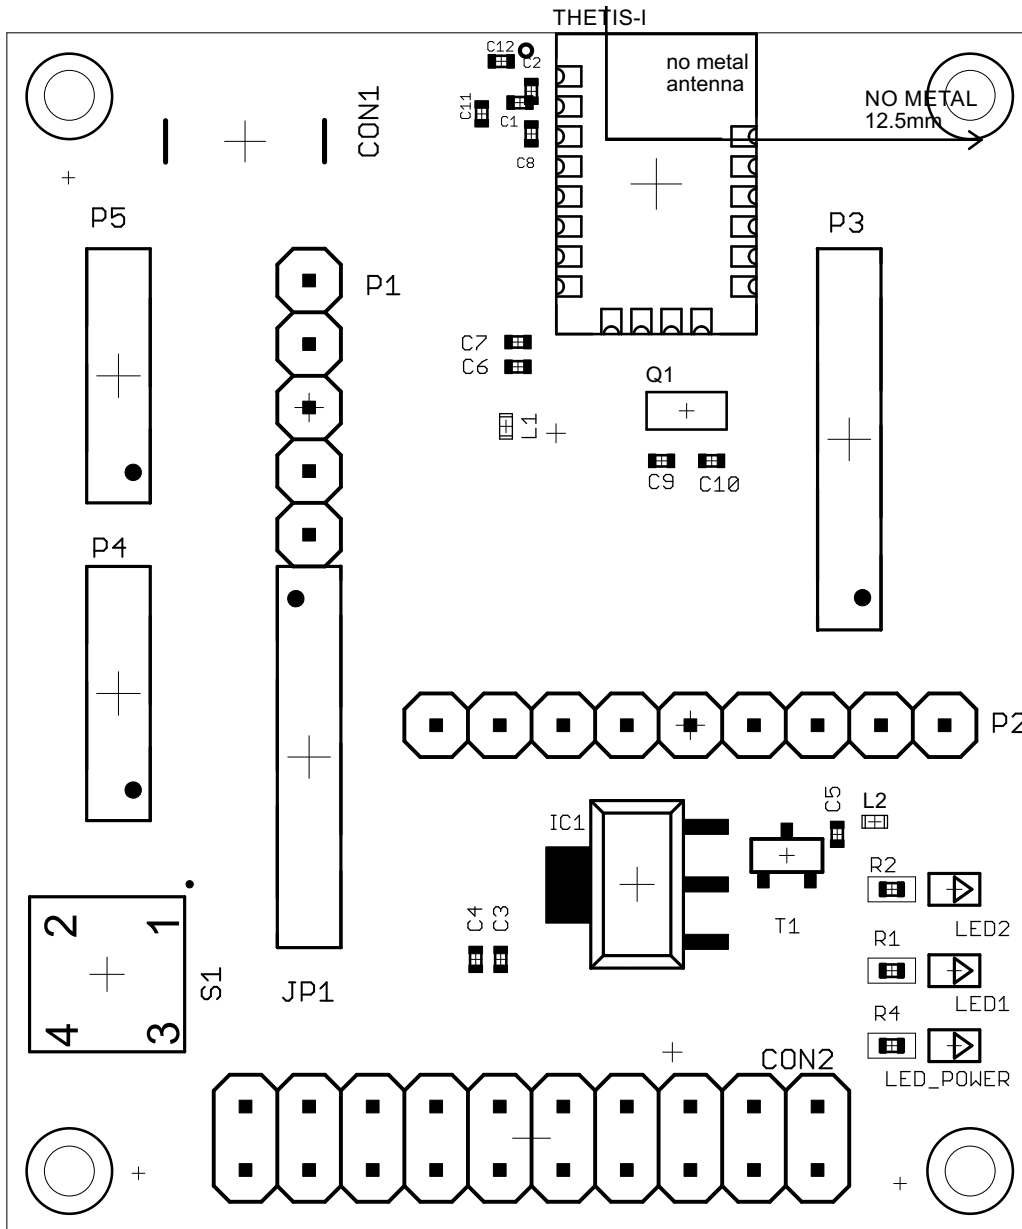 THETIS-I
C12
C2
no metal
antenna
NO METAL
12.5mm
CON1
C11
C1
C8
P5
P3
P1
C7
C6
Q1
L1
C9
C10
P4
P2
C5
L2
IC1
R2
T1
LED2
C4
C3
2
1
S1
JP1
R1
LED1
4
3
R4
CON2
LED_POWER